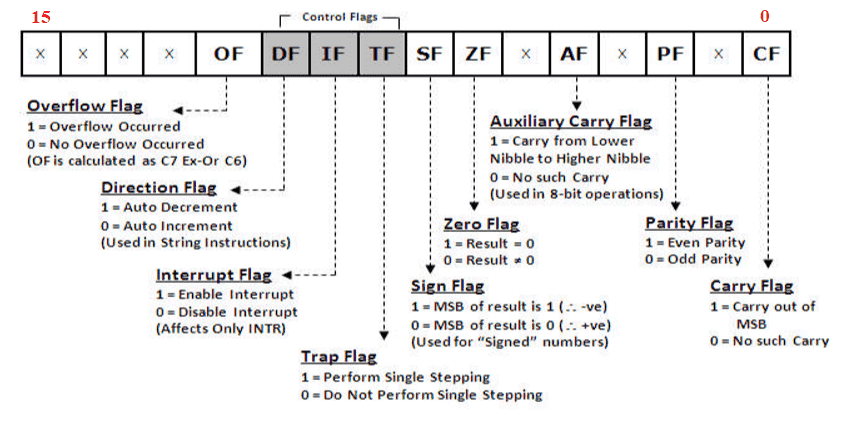 15
Control Flags
0
x x x x OF DF IF TF SF ZF x AF x PF x CF
Overflow Flag
1 = Overflow Occurred
0 = No Overflow Occurred
(OF is calculated as C7 Ex-Or C6)
Direction Flag
1 = Auto Decrement
0 = Auto Increment
(Used in String Instructions)
Interrupt Flag
1 = Enable Interrupt
0 = Disable Interrupt
(Affects Only INTR)
Trap Flag
1 = Perform Single Stepping
0 = Do Not Perform Single Stepping
Sign Flag
1 = MSB of result is 1 (∴ -ve)
0 = MSB of result is 0 (∴ +ve)
(Used for “Signed” numbers)
Zero Flag
1 = Result = 0
0 = Result ≠ 0
Auxiliary Carry Flag
1 = Carry from Lower
Nibble to Higher Nibble
0 = No such Carry
(Used in 8-bit operations)
Parity Flag
1 = Even Parity
0 = Odd Parity
Carry Flag
1 = Carry out of
MSB
0 = No such Carry